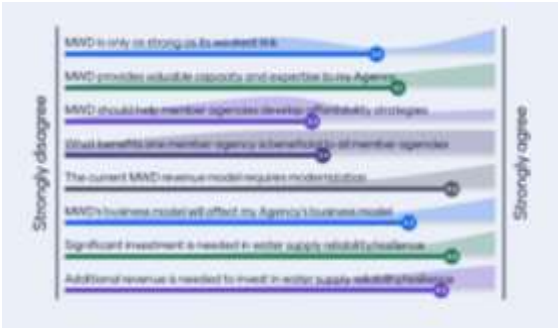 Strongly disagree
MWD is only as strong as its weakest link
MWD provides valuable capacity and expertise to my Agency
MWD should help member agencies develop affordability strategies
What benefits one member agency is beneficial to all member agencies
The current MWD revenue model requires modernization
MWD's business model will affect my Agency's business model
Significant investment is needed in water supply reliability/resilience
Additional revenue is needed to invest in water supply reliability/resilience
Strongly agree